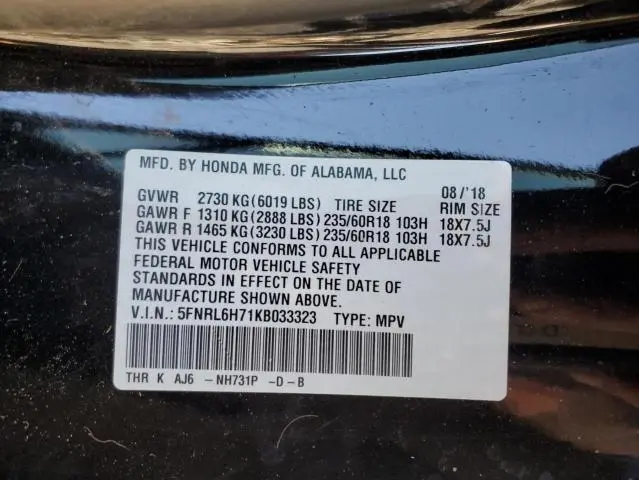 MFD. BY HONDA MFG. OF ALABAMA, LLC 08/'18
GVWR 2730 KG(6019 LBS) TIRE SIZE RIM SIZE
GAWR F 1310 KG(2888 LBS)235/60R18 103H 18X7.5J
GAWR R 1465 KG(3230 LBS)235/60R18 103H 18X7.5J
THIS VEHICLE CONFORMS TO ALL APPLICABLE
FEDERAL MOTOR VEHICLE SAFETY
STANDARDS IN EFFECT ON THE DATE OF
MANUFACTURE SHOWN ABOVE.
V.I.N.: 5FNRL6H71KB033323 TYPE: MPV
THR K AJ6 -NH731P -D-B